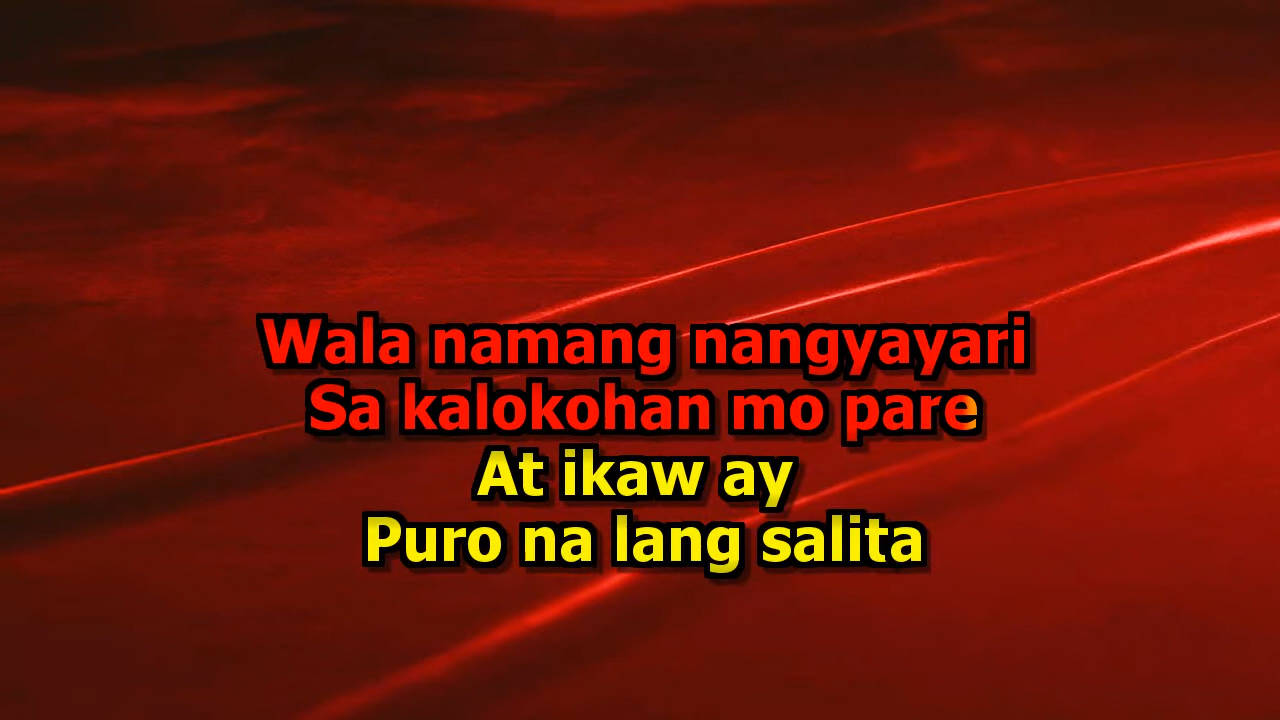 Wala namang nangyayari
Sa kalokohan mo pare
At ikaw ay
Puro na lang salita